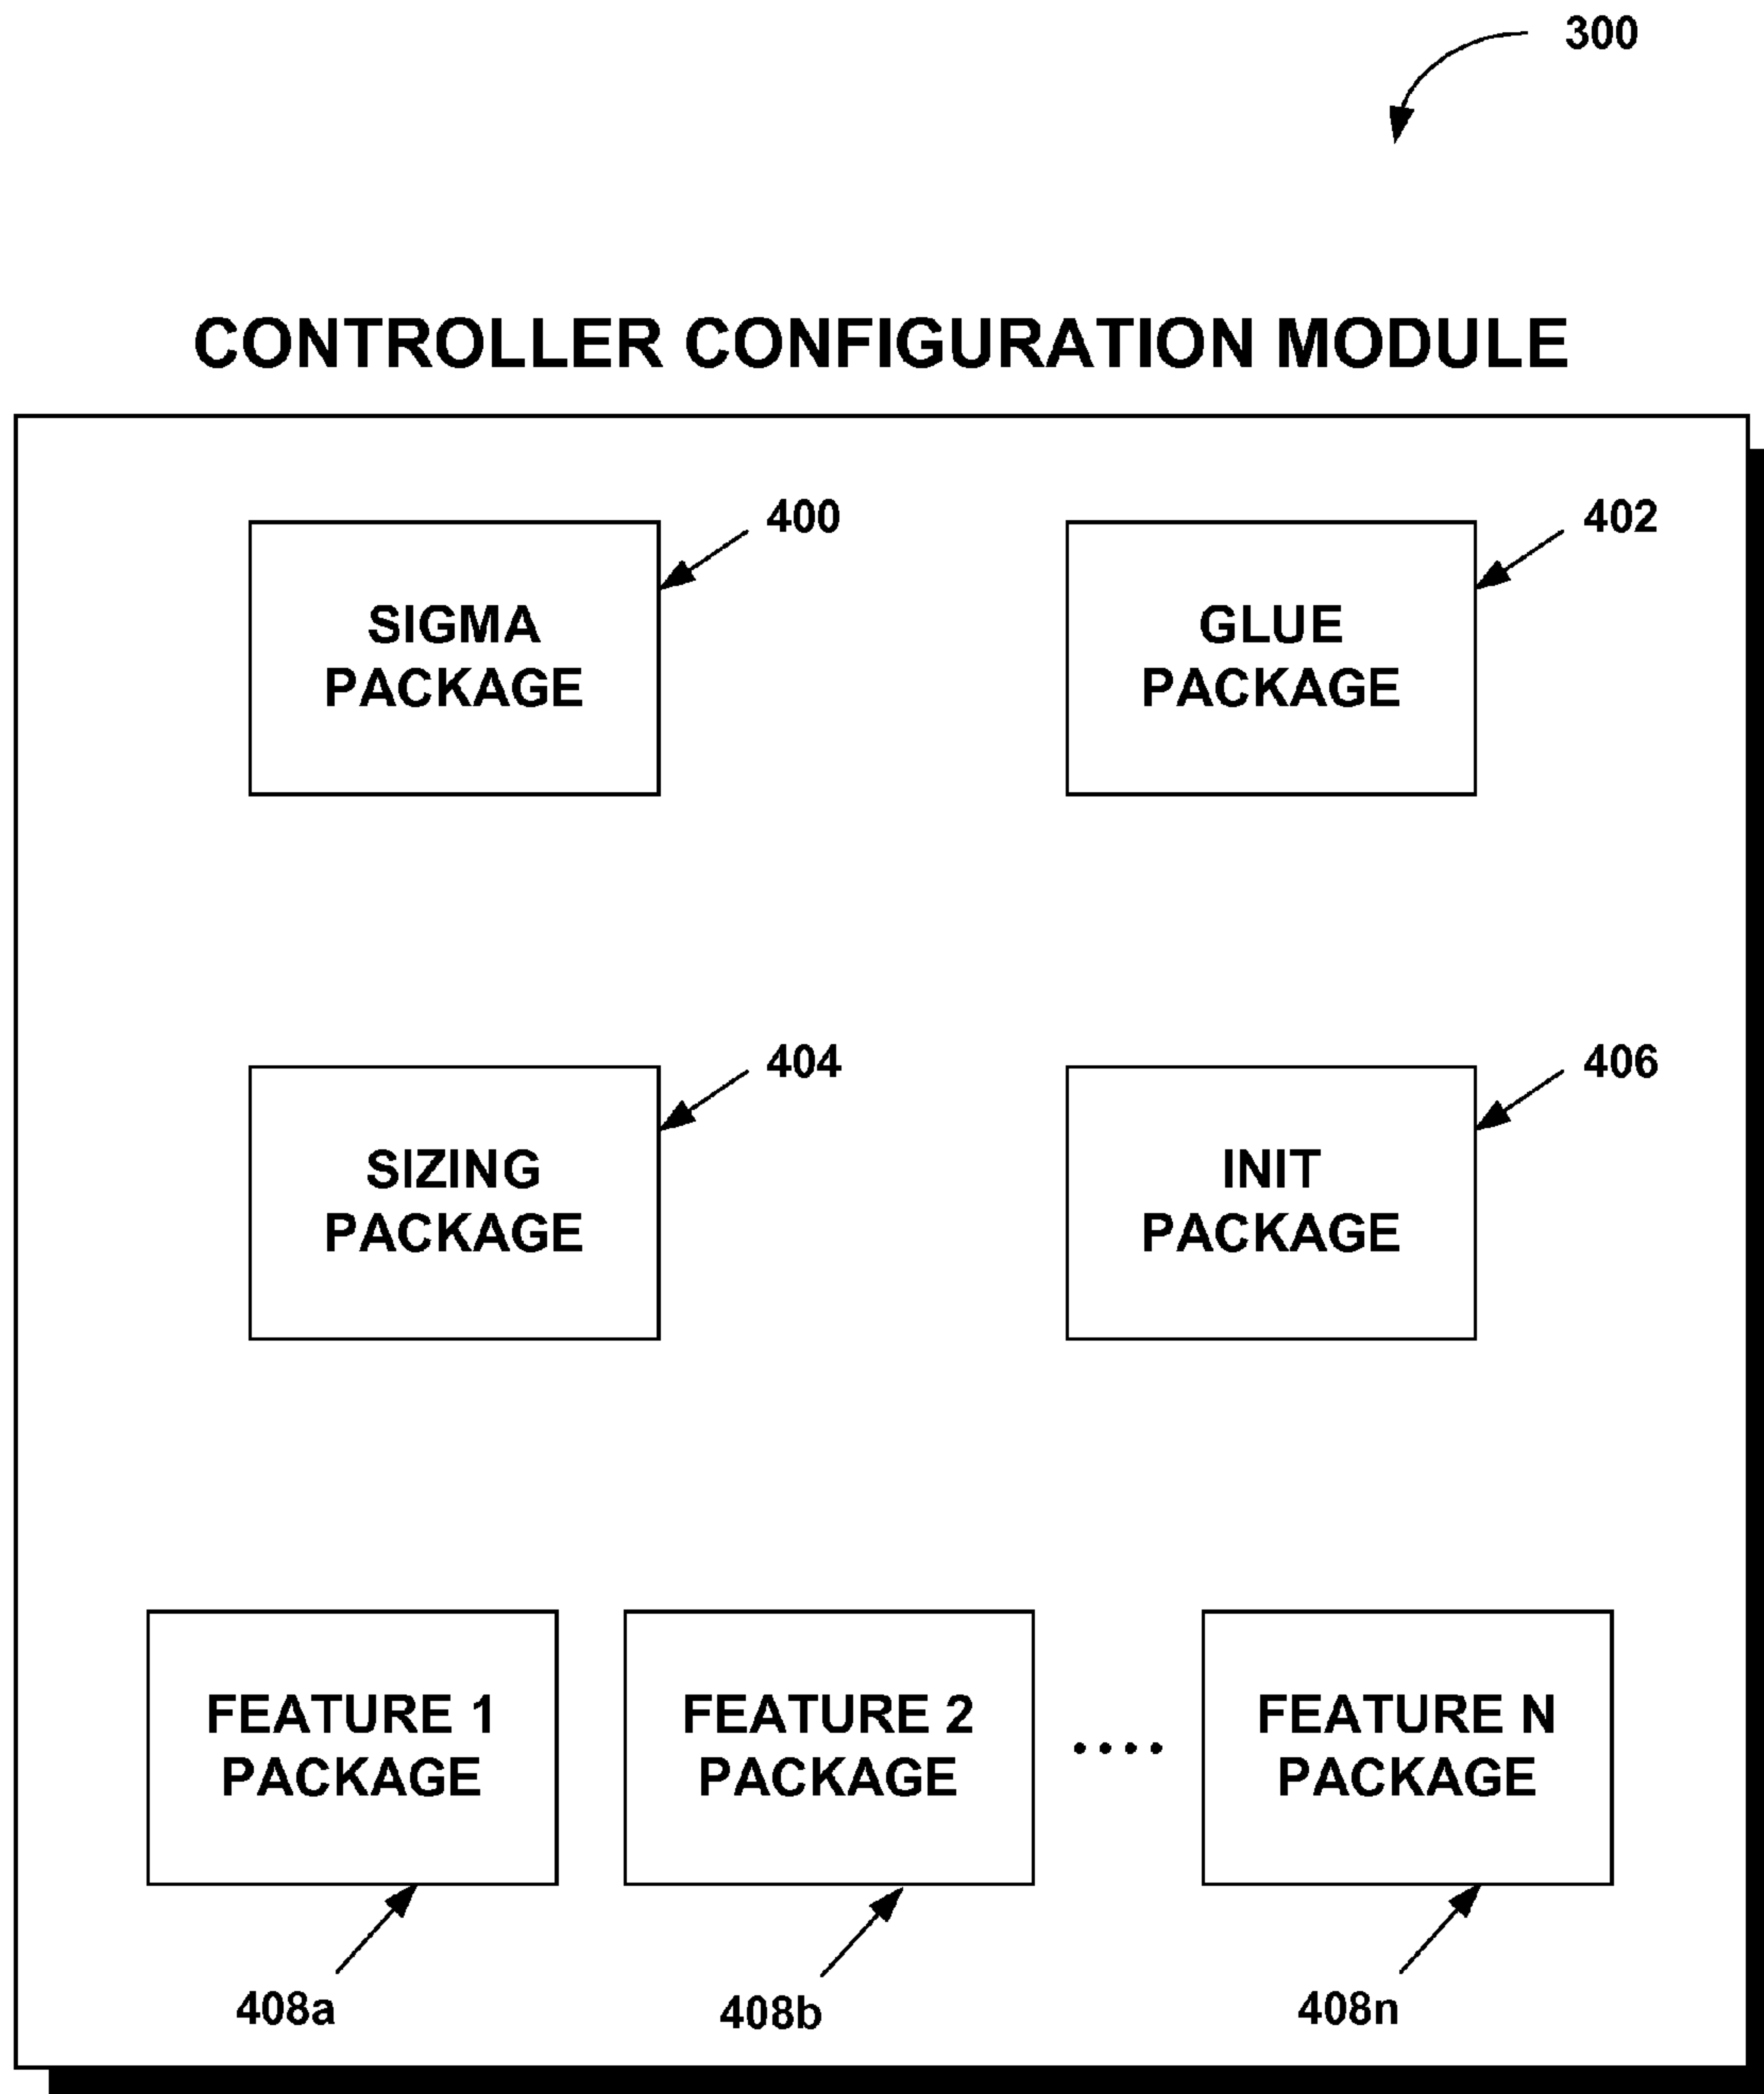 300
CONTROLLER CONFIGURATION MODULE
400
402
SIGMA
PACKAGE
GLUE
PACKAGE
404
406
SIZING
PACKAGE
INIT
PACKAGE
FEATURE 1
PACKAGE
FEATURE 2
PACKAGE
....
FEATURE N
PACKAGE
408a
408b
408n